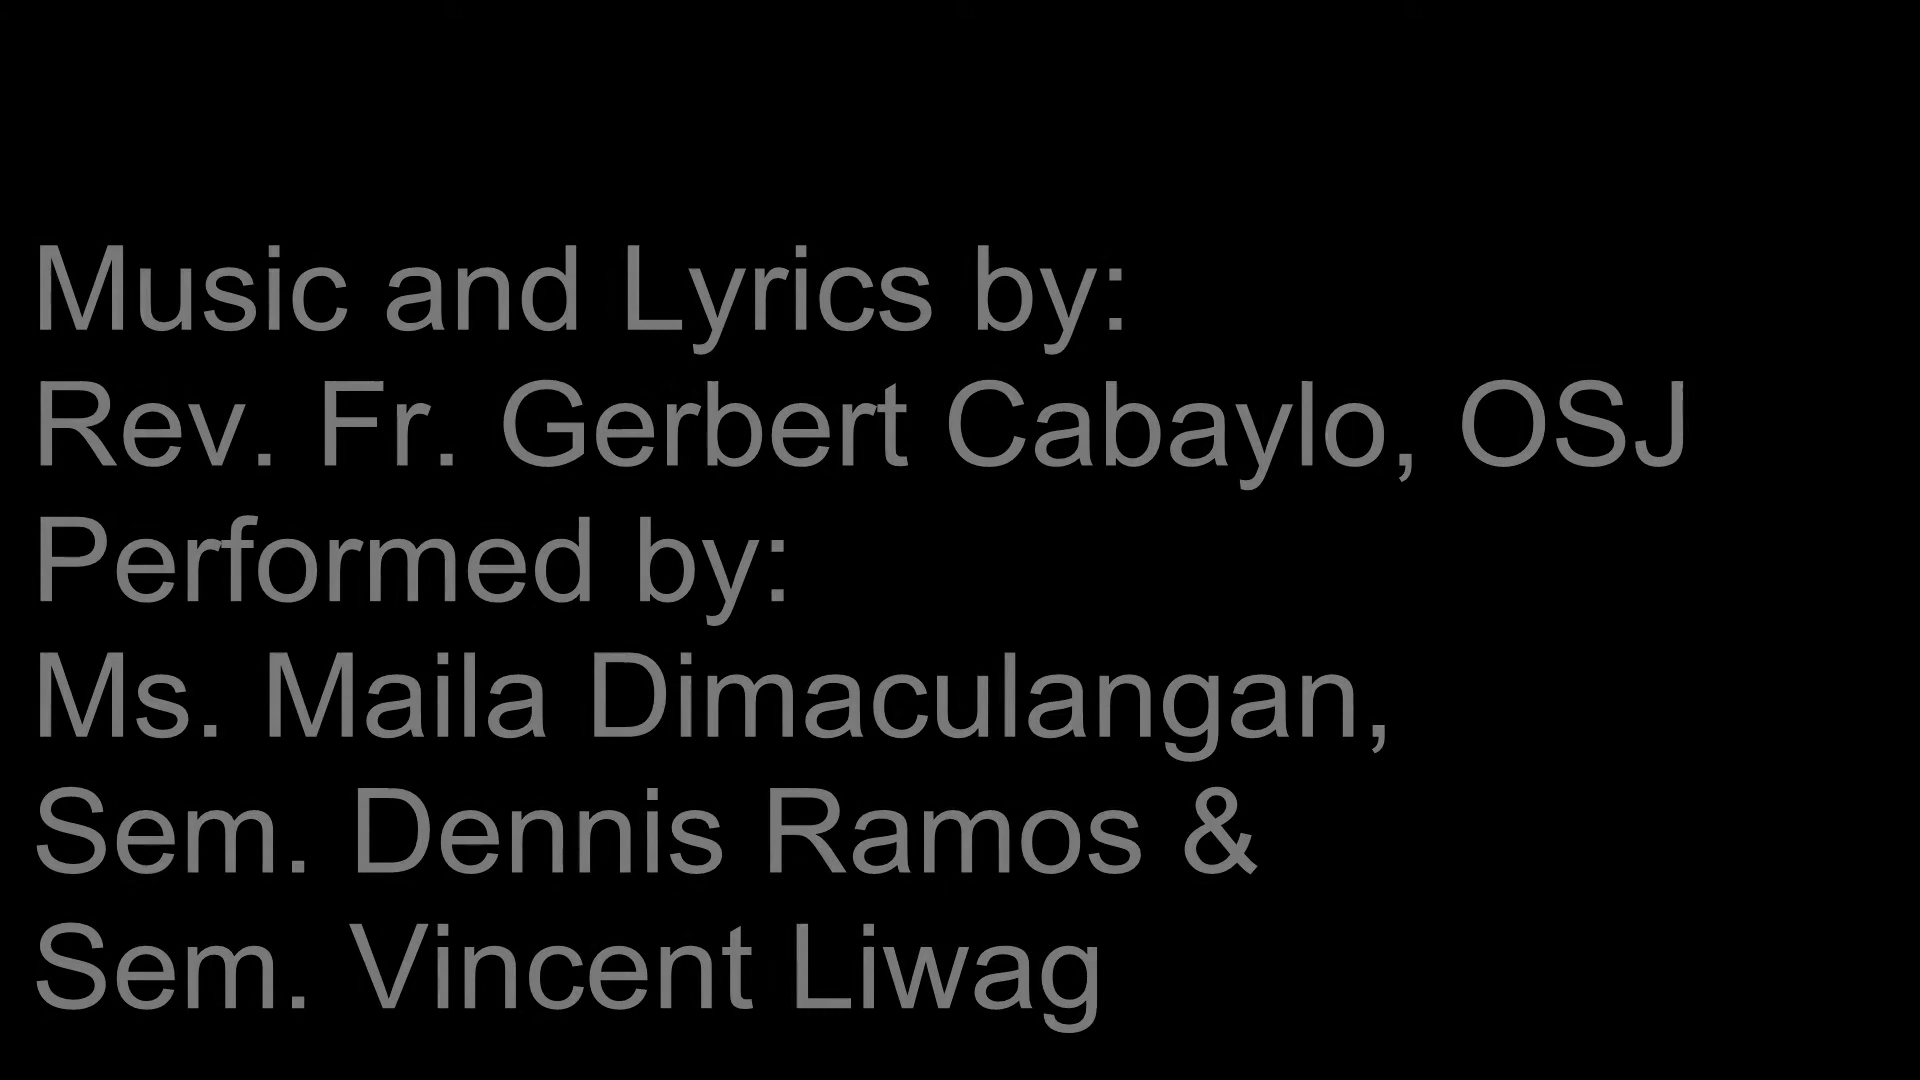 Music and Lyrics by:
Rev. Fr. Gerbert Cabaylo, OSJ
Performed by:
Ms. Maila Dimaculangan,
Sem. Dennis Ramos &
Sem. Vincent Liwag